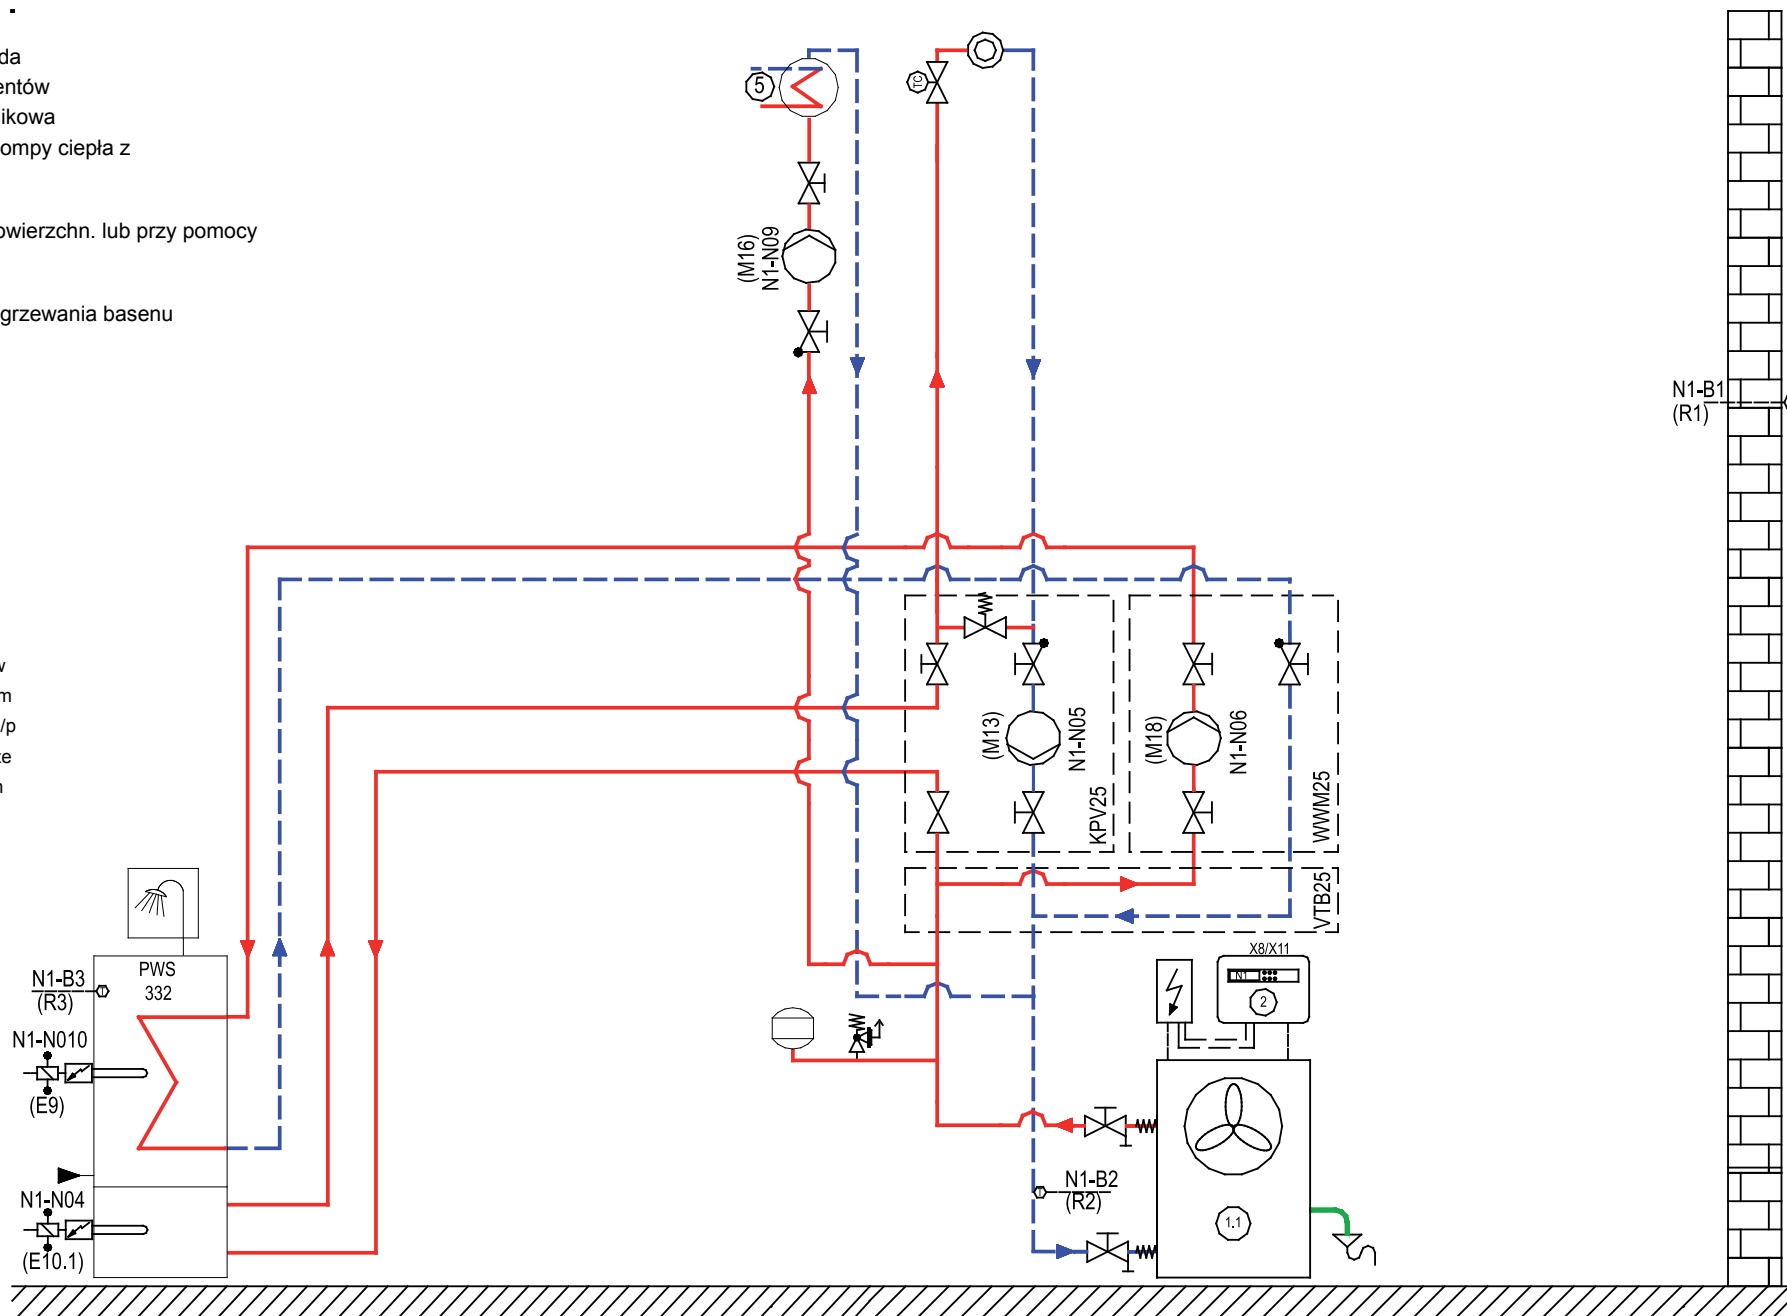 da
entów
nikowa
ompy ciepła z
owierzchn. lub przy pomocy
grzewania basenu
w
m
/p
ze
n
5
TC
(M16)
N1-N09
N1-B1
(R1)
(M13)
N1-N05
KPV25
(M18)
N1-N06
WWM25
VTB25
PWS
332
N1-B3
(R3)
T
N1-N010
(E9)
N1-N04
(E10.1)
X8/X11
N1
2
N1-B2
(R2)
T
1.1